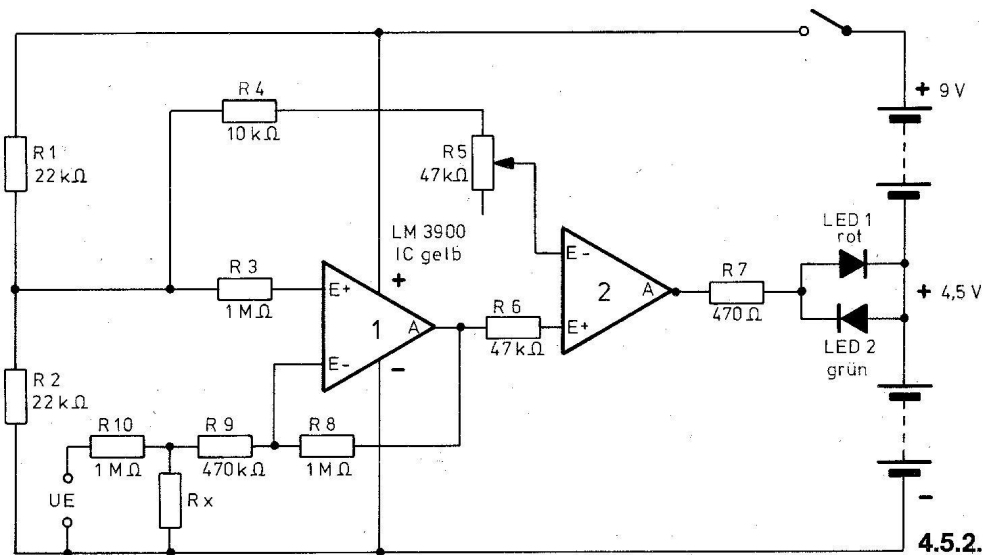 + 9 V
R 4
10 kΩ
R 1
22 kΩ
R 5
47 kΩ
LM 3900
IC gelb
LED 1
rot
R 3
1 MΩ
E+
+
1
A
E-
-
R 6
47 kΩ
E -
2
A
E+
R 7
470 Ω
+ 4,5 V
LED 2
grün
R 2
22 kΩ
R 10
1 MΩ
R 9
470 kΩ
R 8
1 MΩ
UE
R x
-
4.5.2.